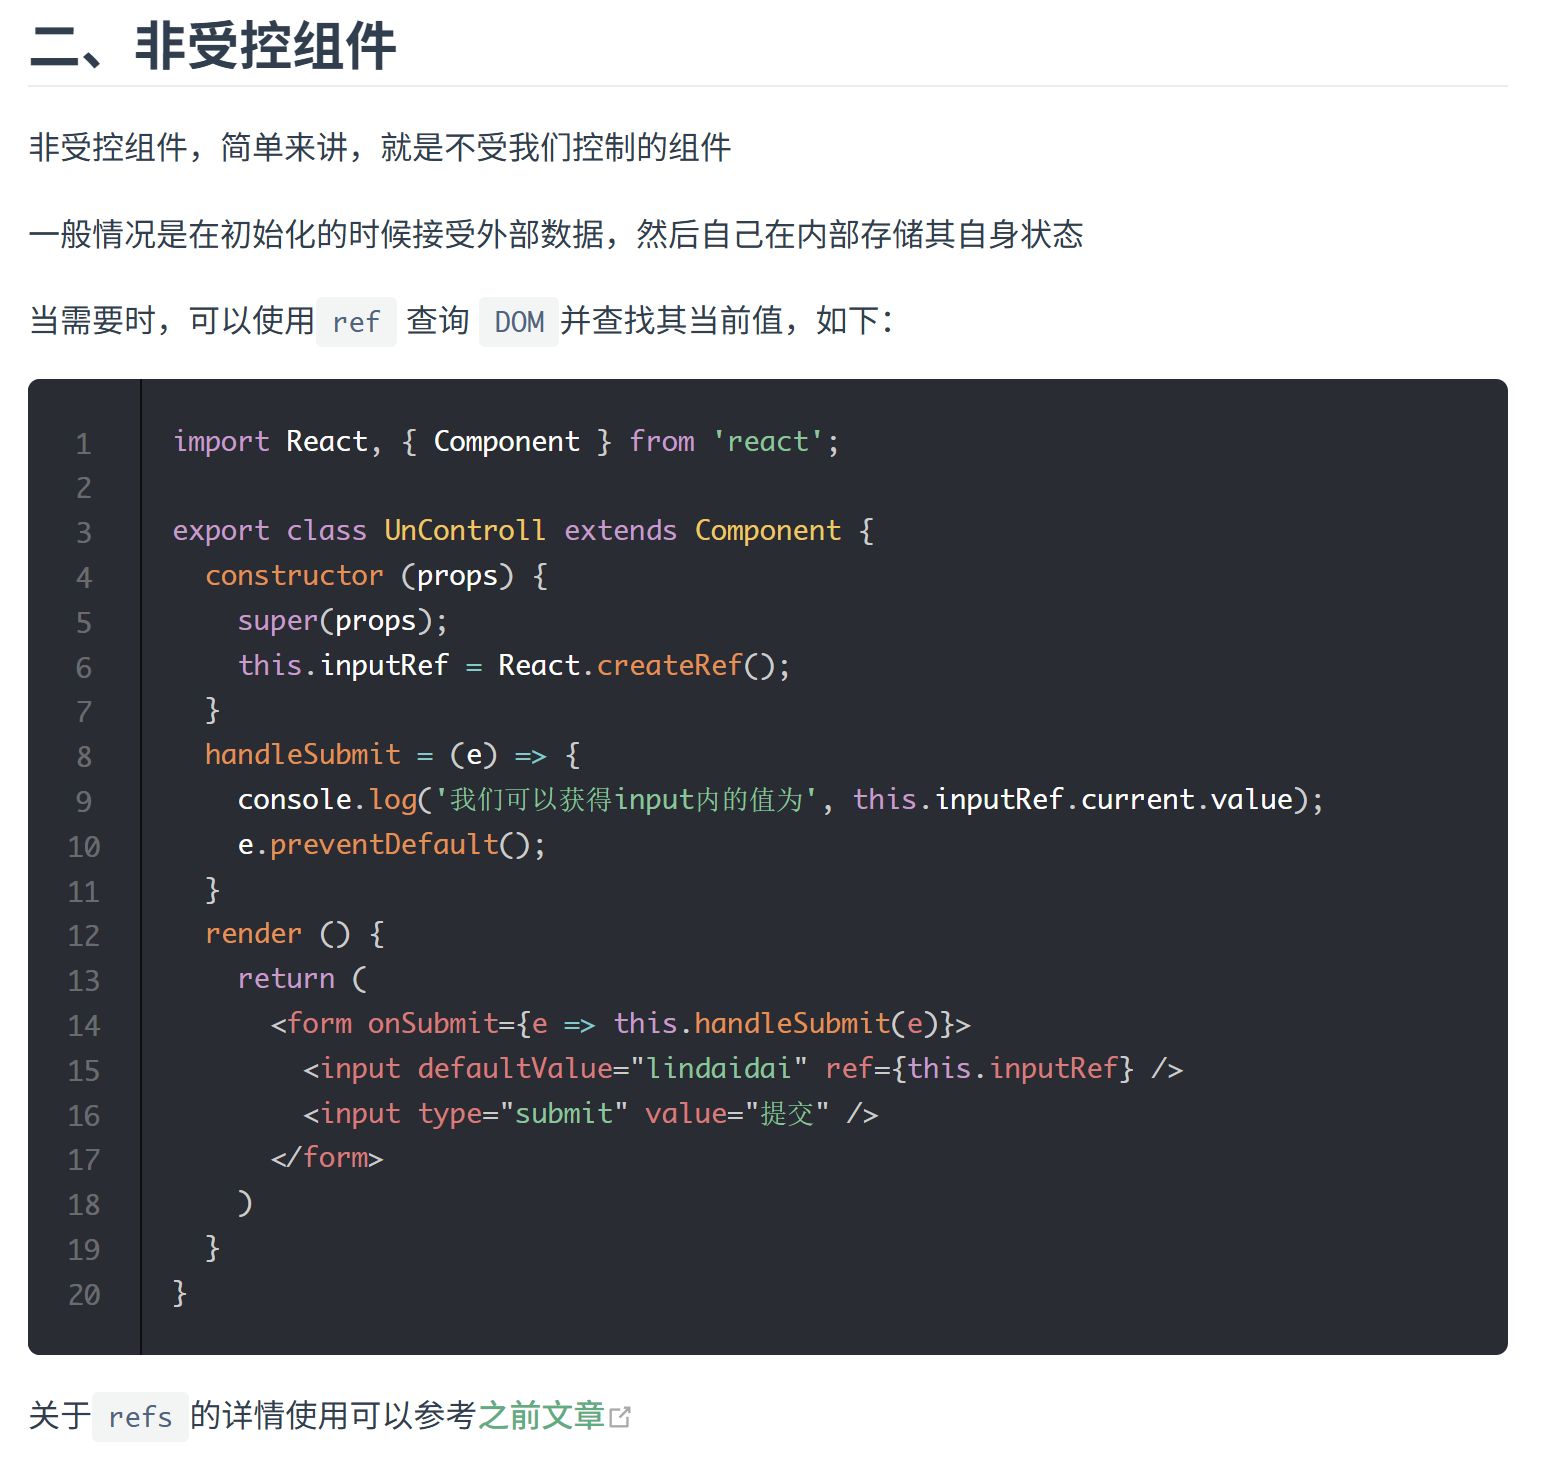 二、非受控组件
非受控组件，简单来讲，就是不受我们控制的组件
一般情况是在初始化的时候接受外部数据，然后自己在内部存储其自身状态
当需要时，可以使用 ref 查询 DOM 并查找其当前值，如下：
1 import React, { Component } from 'react';
2
3 export class UnControll extends Component {
4   constructor (props) {
5     super(props);
6     this.inputRef = React.createRef();
7   }
8   handleSubmit = (e) => {
9     console.log('我们可以获得input内的值为', this.inputRef.current.value);
10     e.preventDefault();
11   }
12   render () {
13     return (
14       <form onSubmit={e => this.handleSubmit(e)}>
15         <input defaultValue="lindaidai" ref={this.inputRef} />
16         <input type="submit" value="提交" />
17       </form>
18     )
19   }
20 }
关于 refs 的详情使用可以参考之前文章